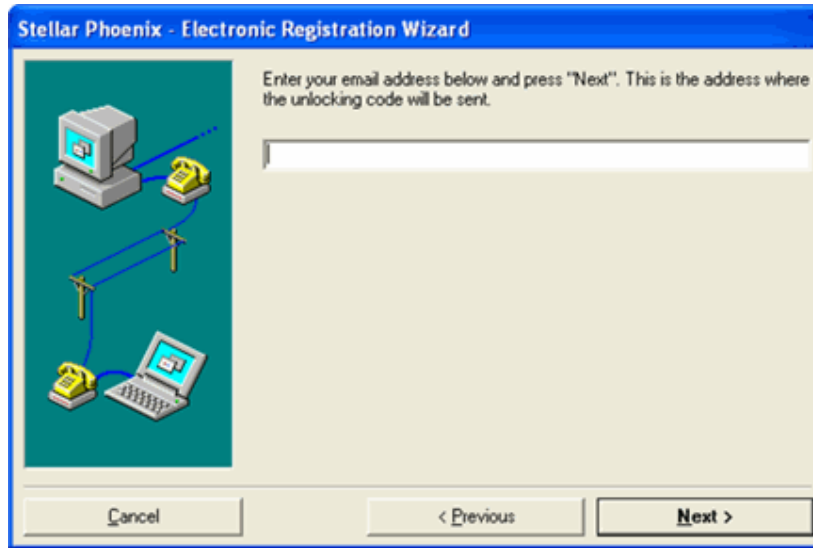 Stellar Phoenix - Electronic Registration Wizard
Enter your email address below and press "Next". This is the address where
the unlocking code will be sent.
Cancel
< Previous
Next >